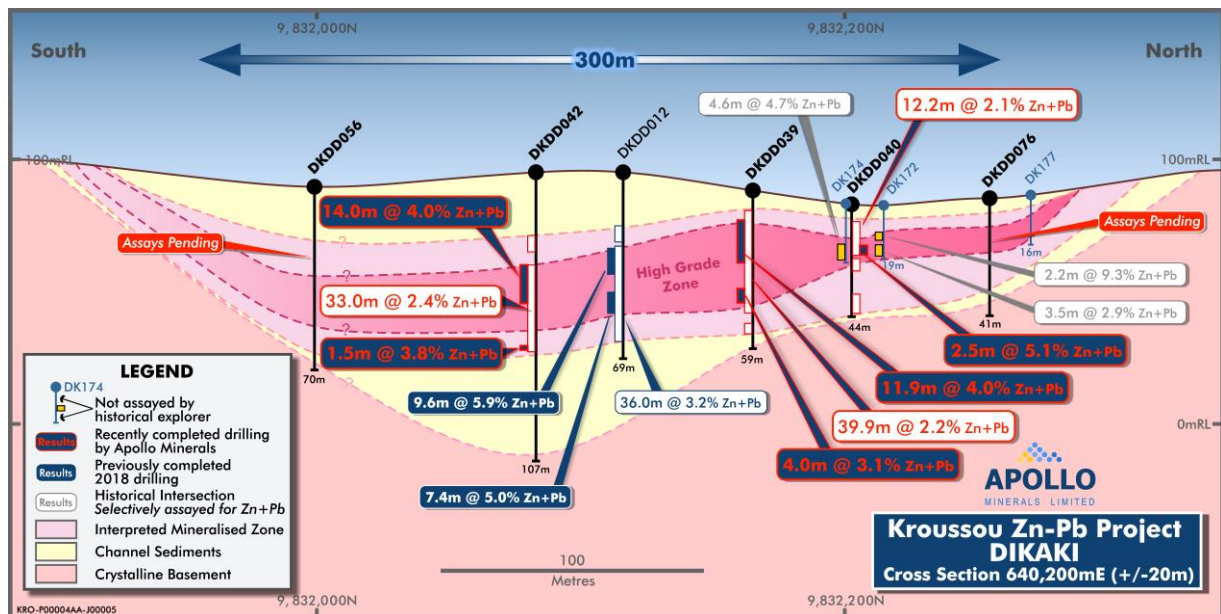 9,832,000N
9,832,200N
South
300m
North
4.6m @ 4.7% Zn+Pb
12.2m @ 2.1% Zn+Pb
DKDD056
DKDD042
DKDD012
DKDD039
DK174
DKDD040
DK172
DKDD076
DK177
100mRL
100mRL
14.0m @ 4.0% Zn+Pb
Assays Pending
Assays Pending
?
?
?
?
High Grade
Zone
16m
19m
2.2m @ 9.3% Zn+Pb
33.0m @ 2.4% Zn+Pb
3.5m @ 2.9% Zn+Pb
44m
41m
1.5m @ 3.8% Zn+Pb
2.5m @ 5.1% Zn+Pb
70m
69m
59m
11.9m @ 4.0% Zn+Pb
9.6m @ 5.9% Zn+Pb
36.0m @ 3.2% Zn+Pb
39.9m @ 2.2% Zn+Pb
0mRL
107m
4.0m @ 3.1% Zn+Pb
7.4m @ 5.0% Zn+Pb
LEGEND
DK174
Not assayed by
historical explorer
Results
Recently completed drilling
by Apollo Minerals
Results
Previously completed
2018 drilling
Results
Historical Intersection
Selectively assayed for Zn+Pb
Interpreted Mineralised Zone
Channel Sediments
Crystalline Basement
APOLLO
MINERALS LIMITED
Kroussou Zn-Pb Project
DIKAKI
Cross Section 640,200mE (+/-20m)
100
Metres
9,832,000N
9,832,200N
KRO-P00004AA-J00005